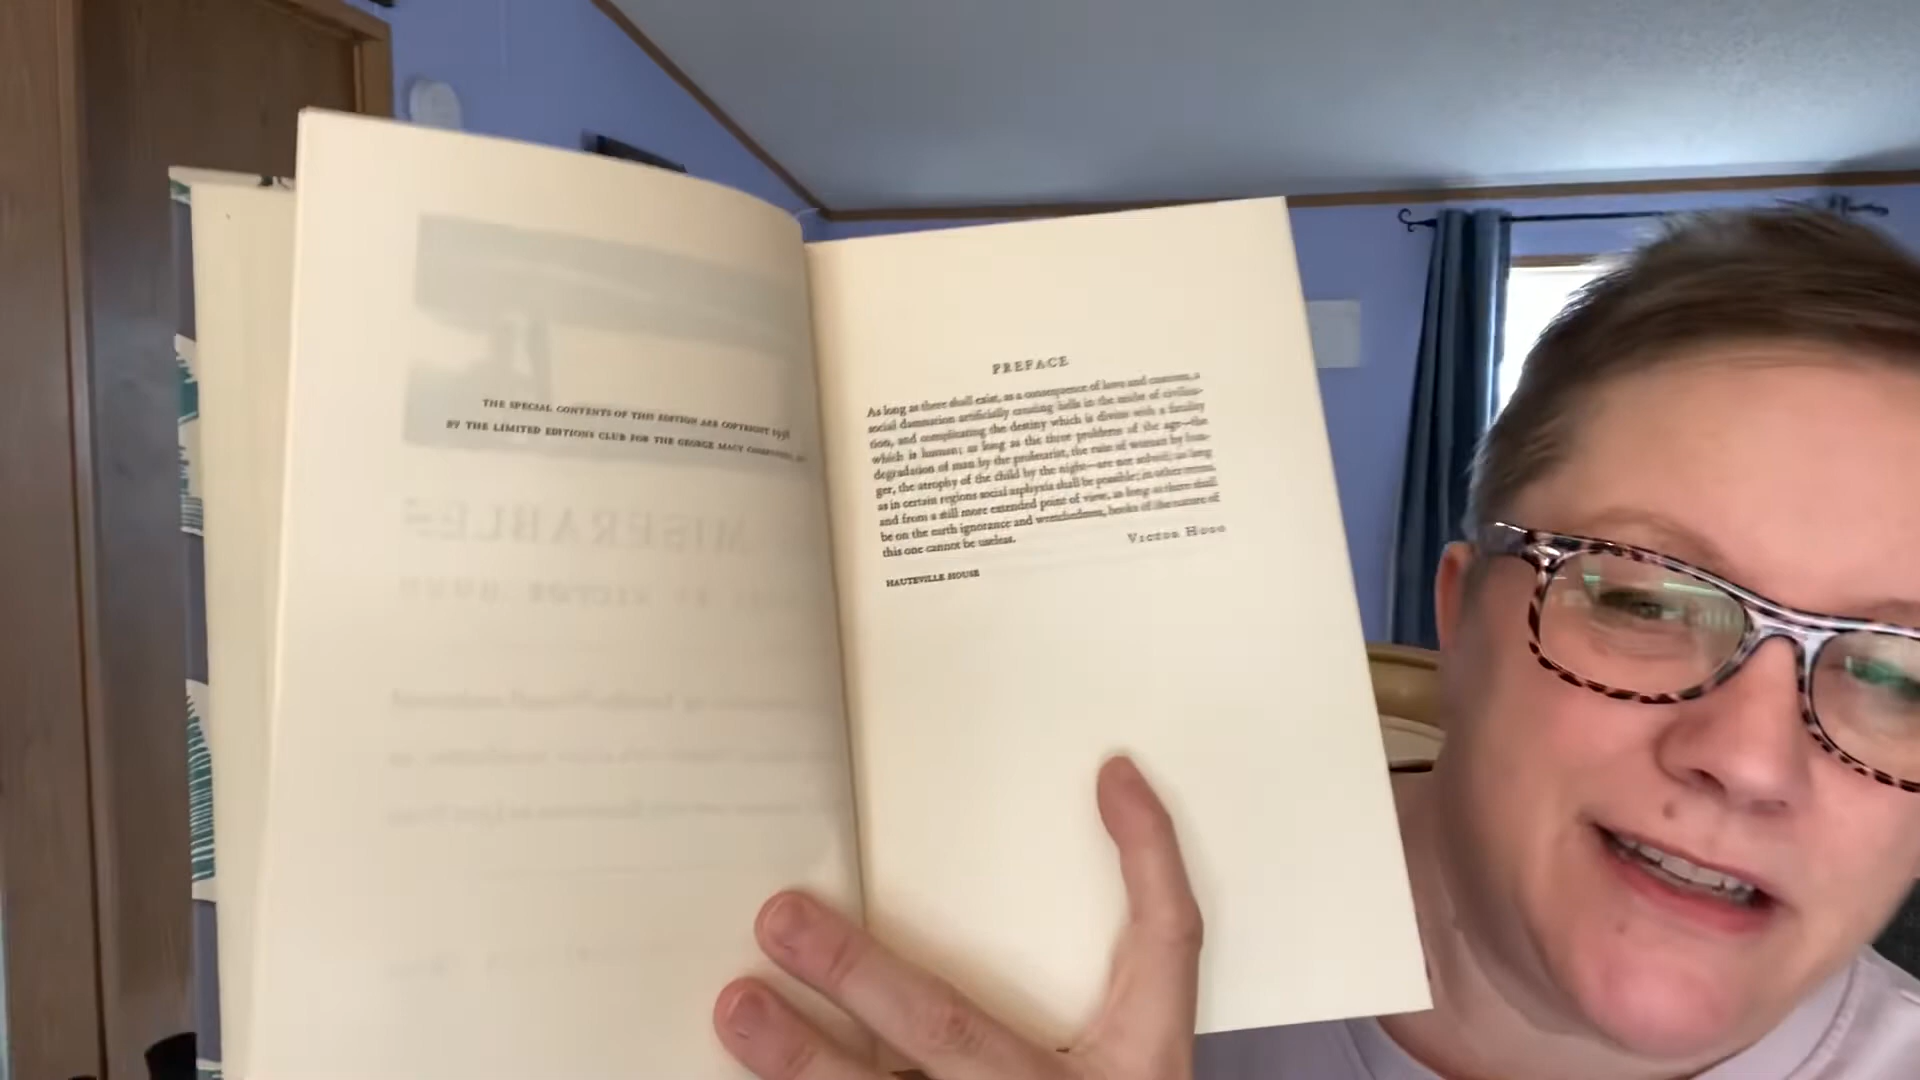 THE SPECIAL CONTENTS OF THIS EDITION ARE COPYRIGHT 1938
BY THE LIMITED EDITIONS CLUB FOR THE GEORGE MACY
PREFACE
As long as there shall exist, as a consequence of laws and customs, a
social damnation artificially creating hells in the midst of civiliza-
tion, and complicating the destiny which is divine with a fatality
which is human; as long as the three problems of the age—the
degradation of man by the proletariat, the ruin of woman by hun-
ger, the atrophy of the child by the night—are not solved; as long
as in certain regions social asphyxia shall be possible; in other terms,
and from a still more extended point of view, as long as there shall
be on the earth ignorance and wretchedness, books of the nature of
this one cannot be useless.
Victor Hugo
HAUTEVILLE HOUSE